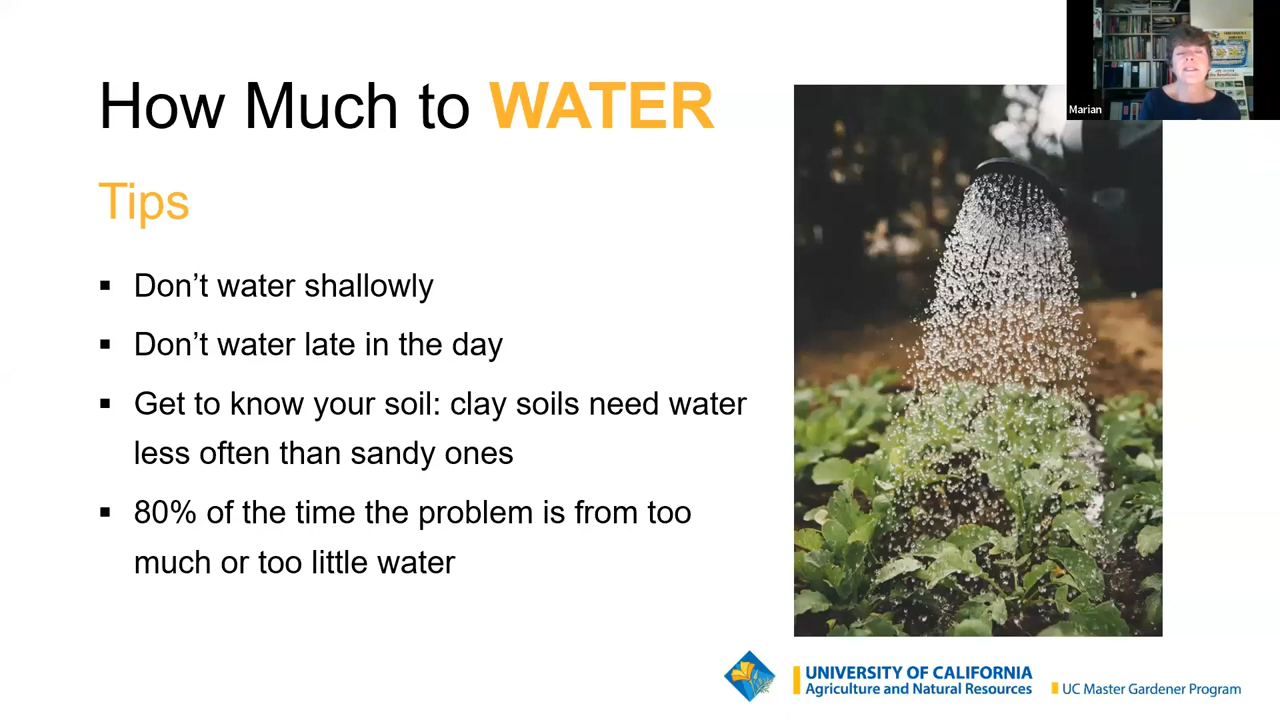 How Much to WATER
Tips
▪ Don’t water shallowly
▪ Don’t water late in the day
▪ Get to know your soil: clay soils need water
less often than sandy ones
▪ 80% of the time the problem is from too
much or too little water
Marian
UNIVERSITY OF CALIFORNIA
Agriculture and Natural Resources
UC Master Gardener Program